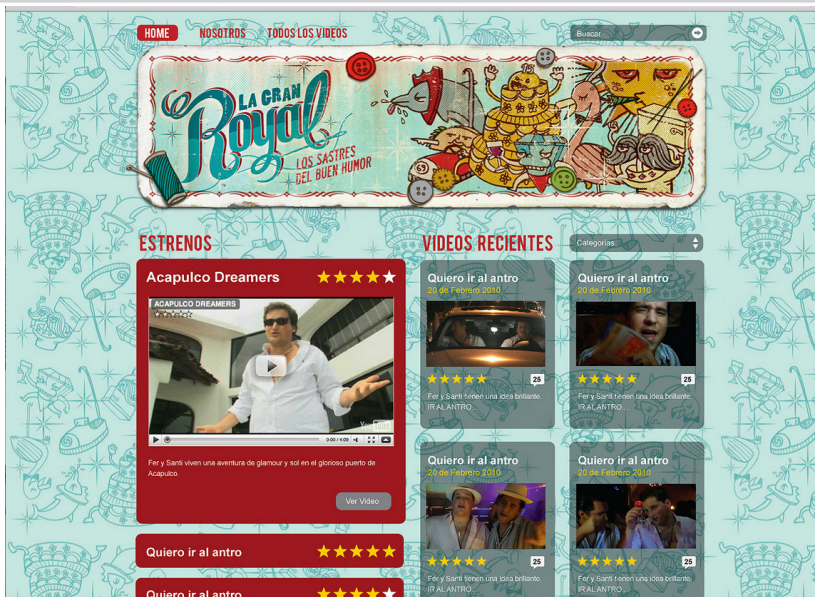 HOME
NOSOTROS
TODOS LOS VIDEOS
Buscar
LA GRAN
Royal
LOS SASTRES
DEL BUEN HUMOR
69
ESTRENOS
VIDEOS RECIENTES
Categorias
Acapulco Dreamers
ACAPULCO DREAMERS
0:00 / 4:00
Fer y Santi viven una aventura de glamour y sol en el glorioso puerto de
Acapulco.
Ver Video
Quiero ir al antro
Quiero ir al antro
Quiero ir al antro
20 de Febrero 2010
25
Fer y Santi tienen una idea brillante.
IR AL ANTRO...
Quiero ir al antro
20 de Febrero 2010
25
Fer y Santi tienen una idea brillante.
IR AL ANTRO...
Quiero ir al antro
20 de Febrero 2010
25
Fer y Santi tienen una idea brillante.
IR AL ANTRO...
Quiero ir al antro
20 de Febrero 2010
25
Fer y Santi tienen una idea brillante.
IR AL ANTRO...